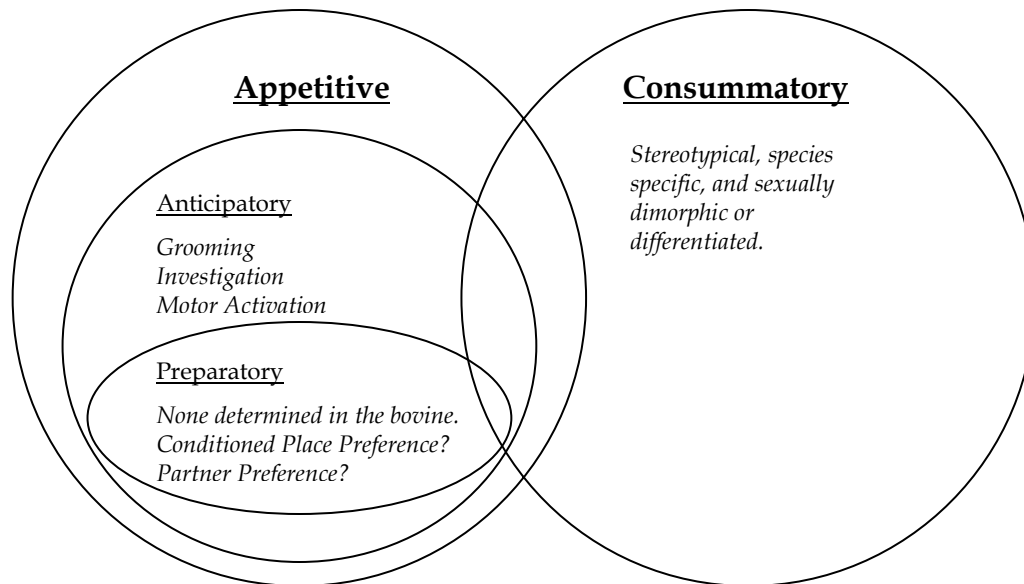 Appetitive
Consummatory
Stereotypical, species
specific, and sexually
dimorphic or
differentiated.
Anticipatory
Grooming
Investigation
Motor Activation
Preparatory
None determined in the bovine.
Conditioned Place Preference?
Partner Preference?